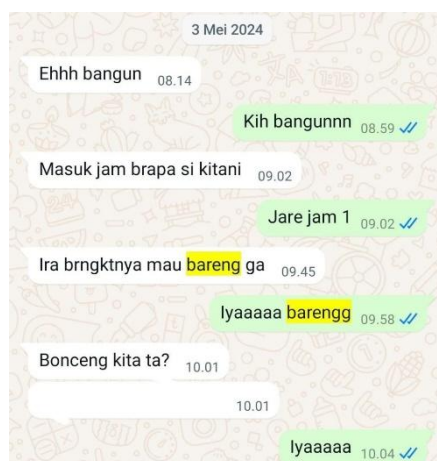 3 Mei 2024
Ehhh bangun 08.14
Kih bangunnn 08.59
Masuk jam brapa si kitani 09.02
Jare jam 1 09.02
Ira brngktnya mau bareng ga 09.45
Iyaaaaa barengg 09.58
Bonceng kita ta? 10.01
10.01
Iyaaaaa 10.04